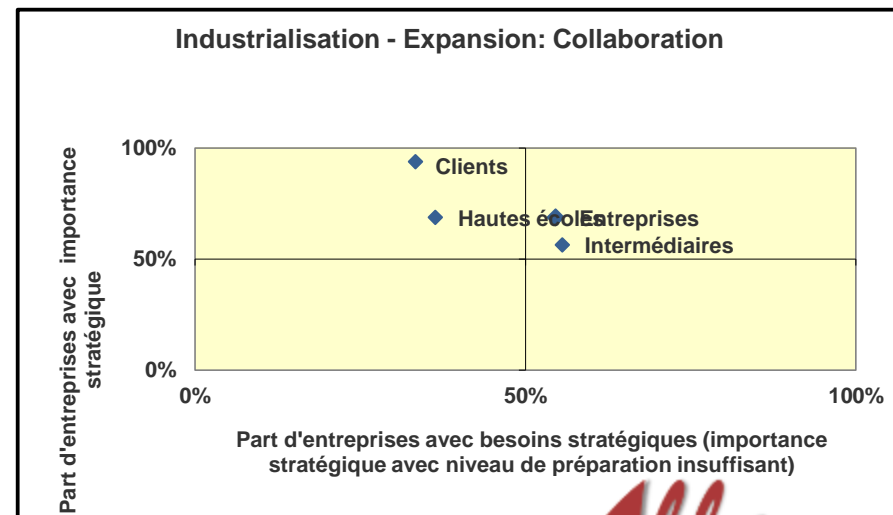 Industrialisation - Expansion: Collaboration
Part d'entreprises avec importance
stratégique
100%
50%
0%
Clients
Hautes écoles
Entreprises
Intermédiaires
0%
50%
100%
Part d'entreprises avec besoins stratégiques (importance
stratégique avec niveau de préparation insuffisant)